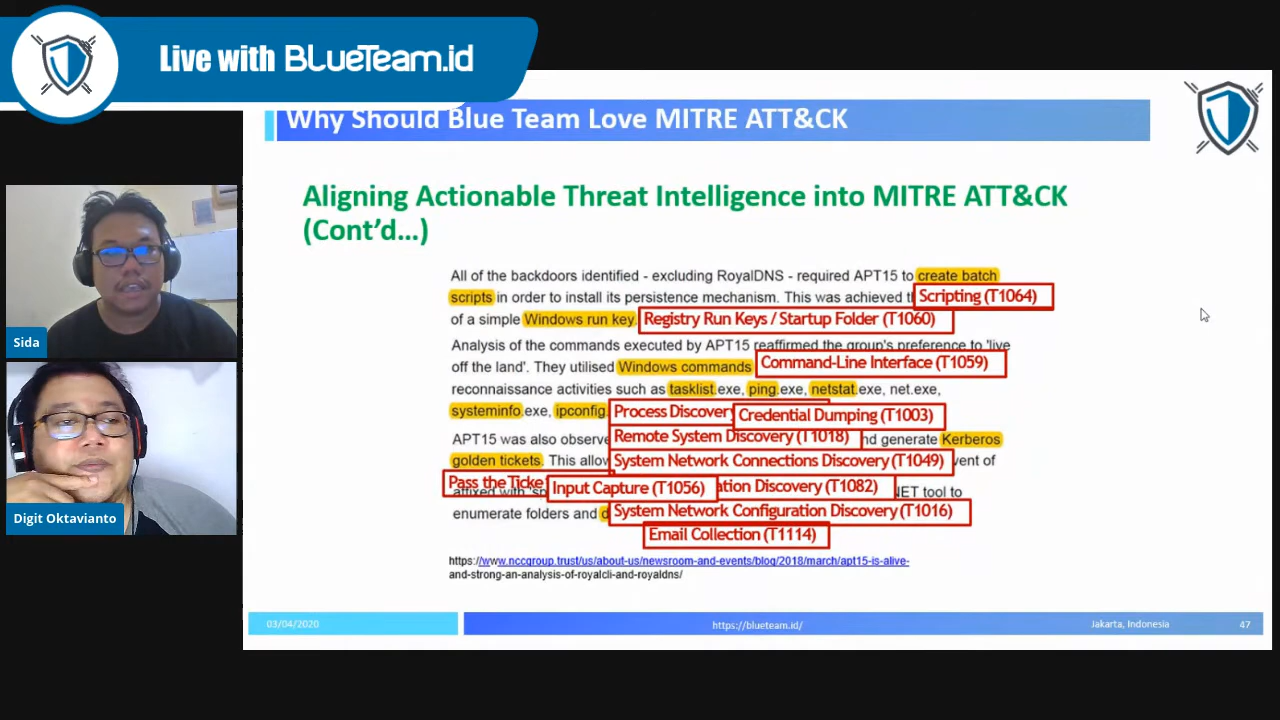 Live with BLUETeam.id
Why Should Blue Team Love MITRE ATT&CK
Aligning Actionable Threat Intelligence into MITRE ATT&CK
(Cont'd...)
All of the backdoors identified - excluding RoyalDNS - required APT15 to create batch
scripts in order to install its persistence mechanism. This was achieved Scripting (T1064)
of a simple Windows run key. Registry Run Keys / Startup Folder (T1060)
Analysis of the commands executed by APT15 reaffirmed the group's preference to 'live
off the land'. They utilised Windows commands Command-Line Interface (T1059)
reconnaissance activities such as tasklist.exe, ping.exe, netstat.exe, net.exe,
systeminfo.exe, ipconfig. Process Discovery Credential Dumping (T1003)
APT15 was also Remote System Discovery (T1018) generate Kerberos
golden tickets. This System Network Connections Discovery (T1049)
Pass the Input Capture (T1056) Discovery (T1082) tool to
affixed with
enumerate folders and System Network Configuration Discovery (T1016)
Email Collection (T1114)
https://www.nccgroup.trust/us/about-us/newsroom-and-events/blog/2018/march/apt15-is-alive-
and-strong-an-analysis-of-royalcli-and-royaldns/
03/04/2020
https://blueteam.id/
Jakarta, Indonesia
47
Sida
Digit Oktavianto